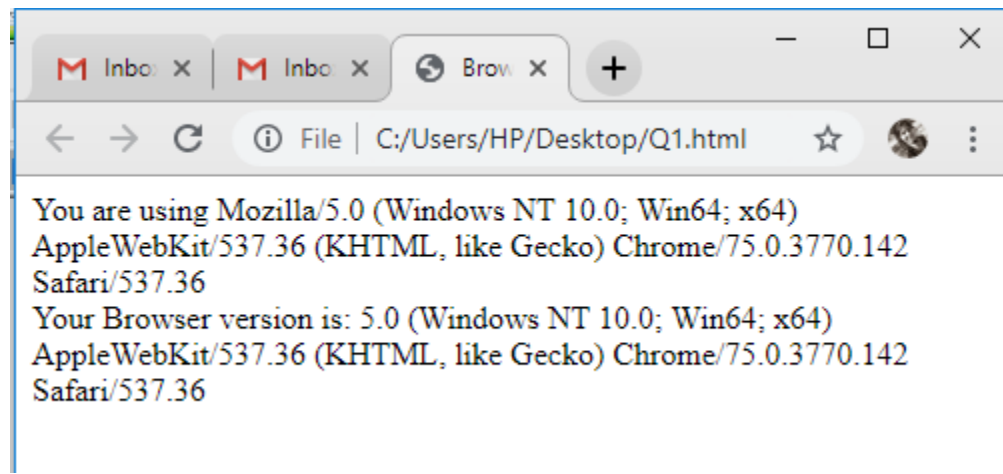 Inbo
Inbo
Brow
File | C:/Users/HP/Desktop/Q1.html
You are using Mozilla/5.0 (Windows NT 10.0; Win64; x64)
AppleWebKit/537.36 (KHTML, like Gecko) Chrome/75.0.3770.142
Safari/537.36
Your Browser version is: 5.0 (Windows NT 10.0; Win64; x64)
AppleWebKit/537.36 (KHTML, like Gecko) Chrome/75.0.3770.142
Safari/537.36